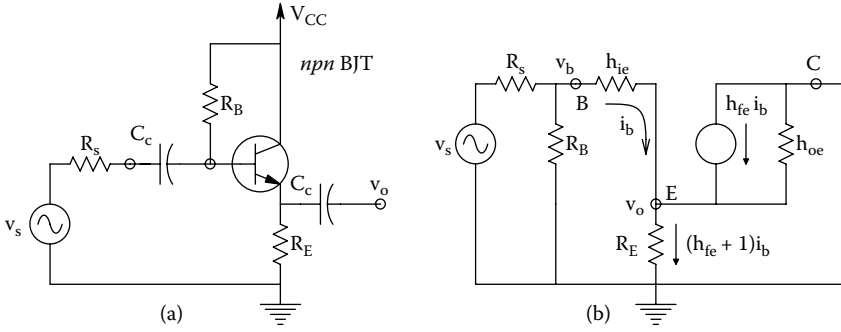 V_CC
npn BJT
R_B
R_s
C_c
C_c
v_o
v_s
R_E
(a)
R_s
v_b
h_ie
C
B
i_b
h_fe i_b
v_s
R_B
h_oe
v_o
E
R_E
(h_fe + 1)i_b
(b)